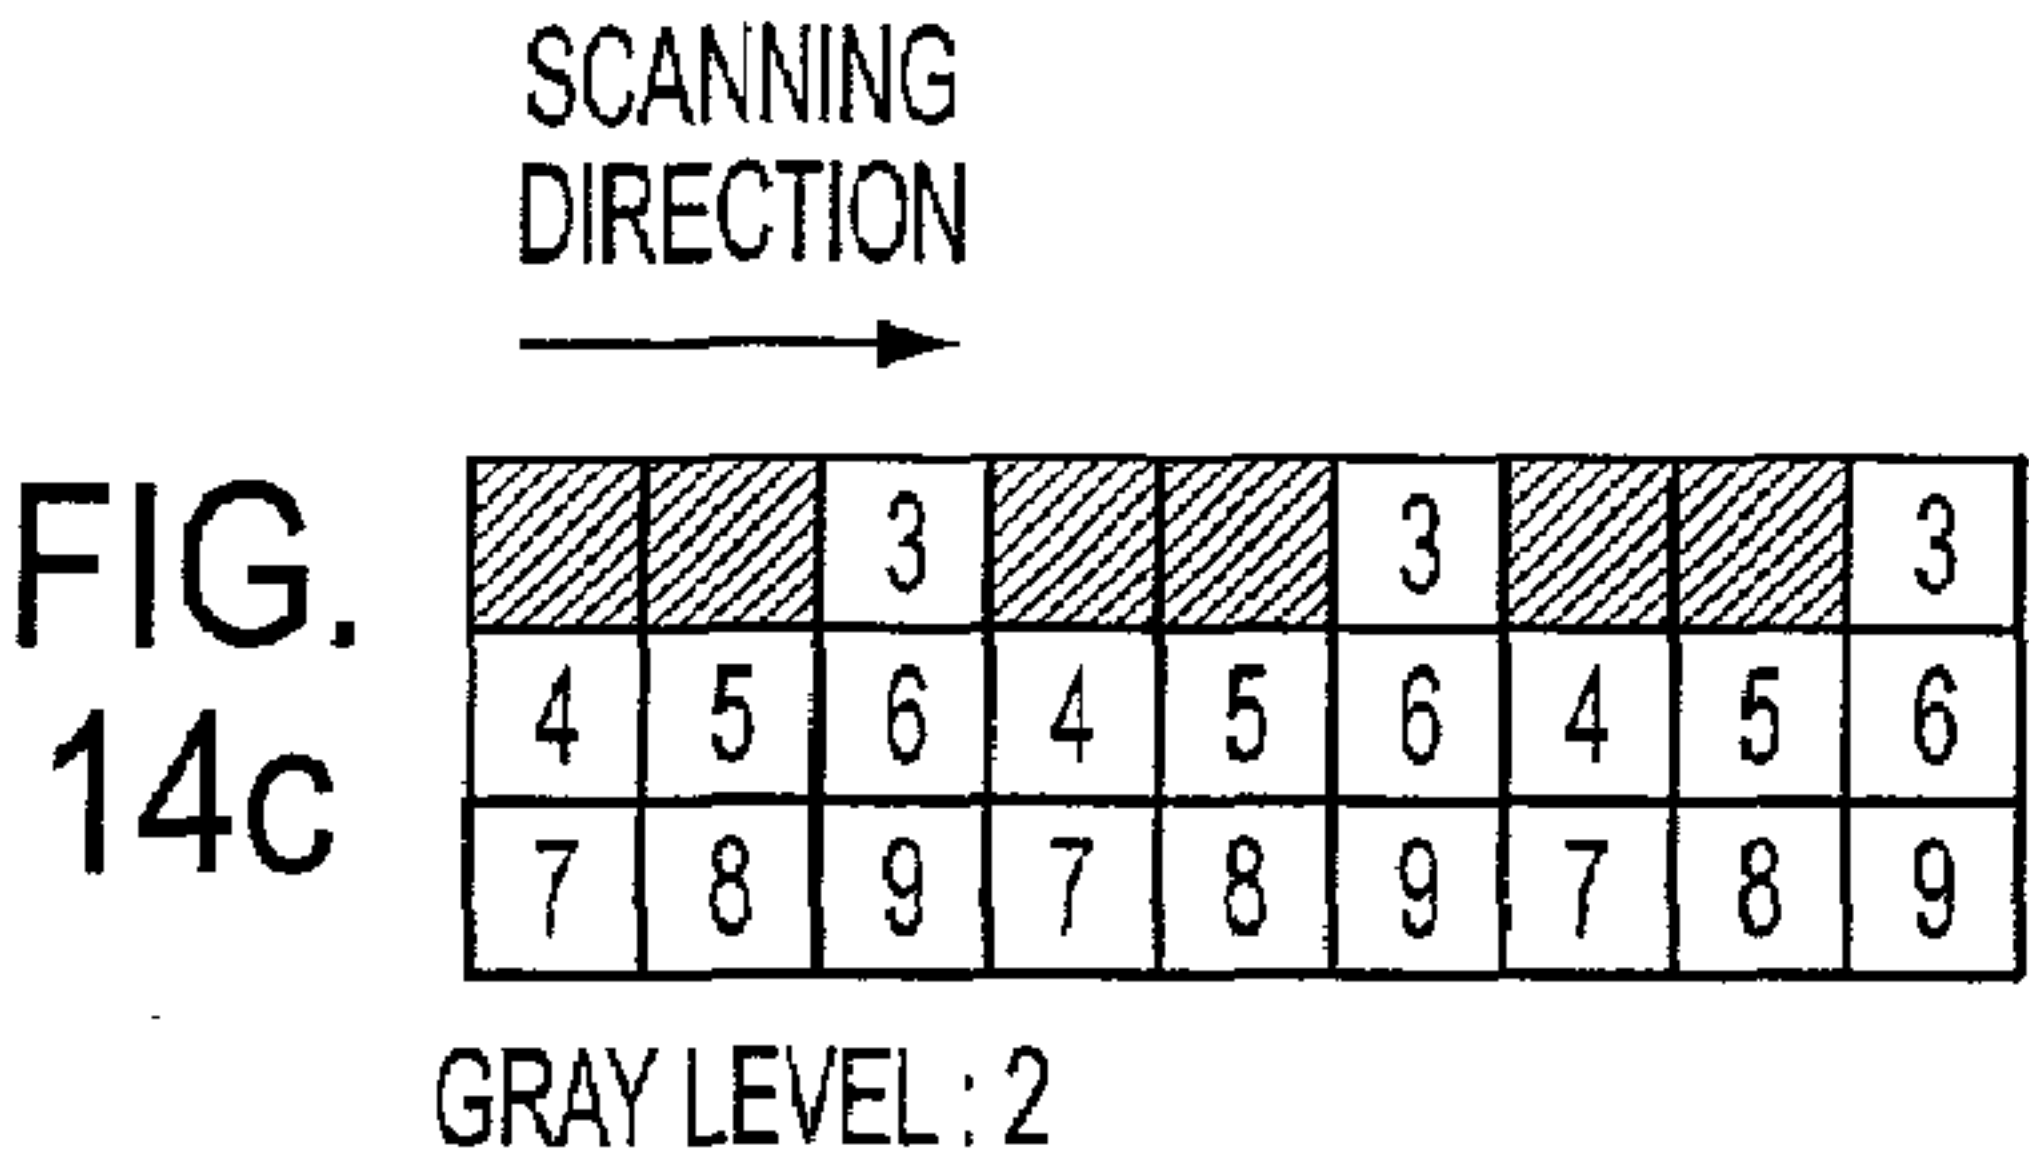 SCANNING
DIRECTION
FIG.
14c
3 3 3
4 5 6 4 5 6 4 5 6
7 8 9 7 8 9 7 8 9
GRAY LEVEL : 2